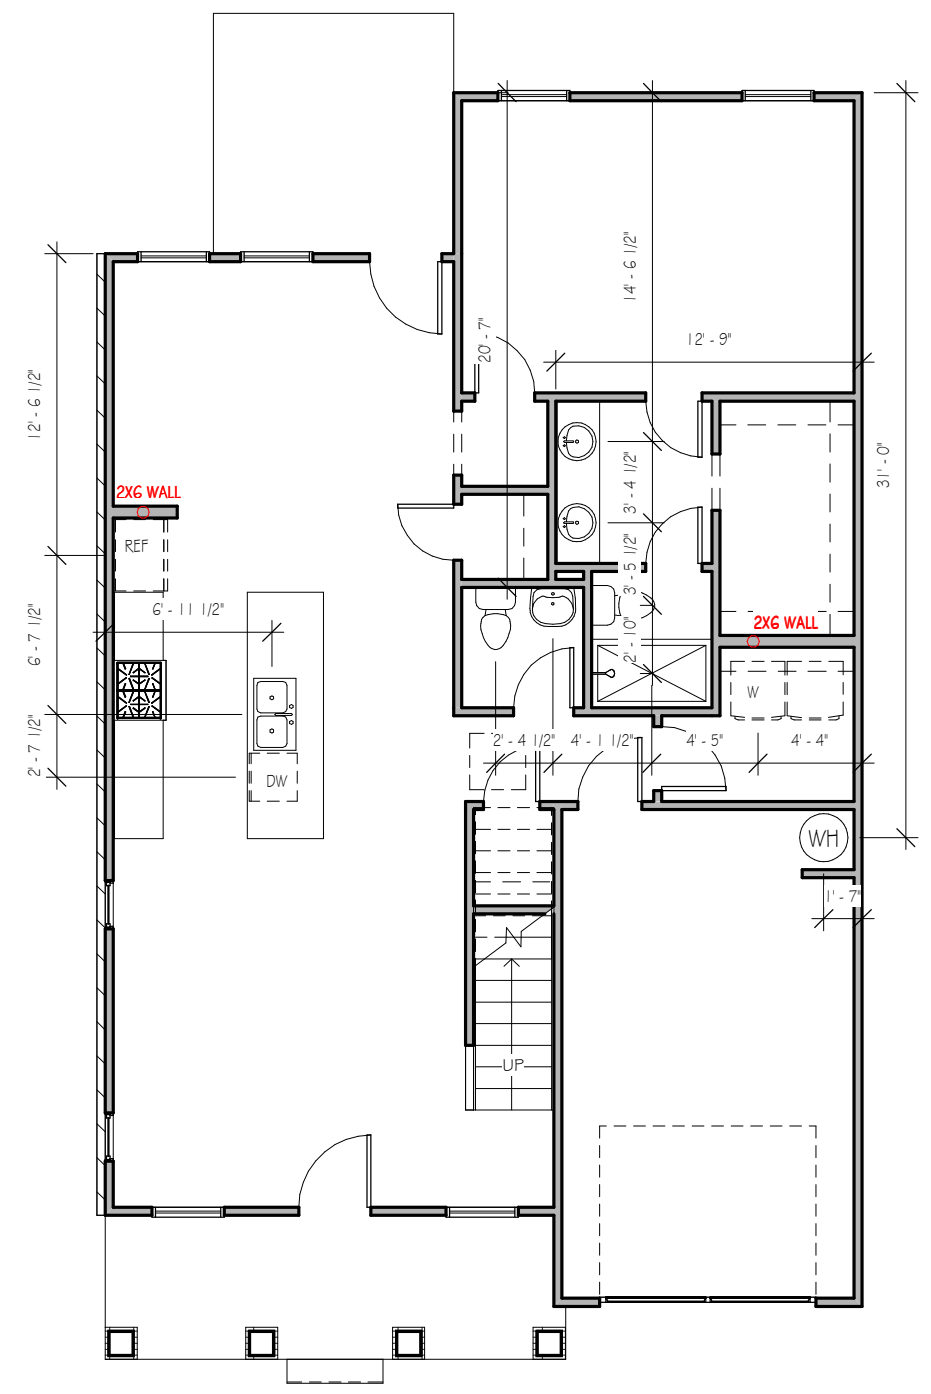 14' - 6 1/2"
20' - 7"
12' - 9"
12' - 6 1/2"
31' - 0"
3' - 4 1/2"
2X6 WALL
REF
3' - 5 1/2"
6' - 11 1/2"
6' - 7 1/2"
2' - 10"
2X6 WALL
W
2' - 7 1/2"
2' - 4 1/2"
4' - 1 1/2"
4' - 5"
4' - 4"
DW
WH
1' - 7"
N
UP